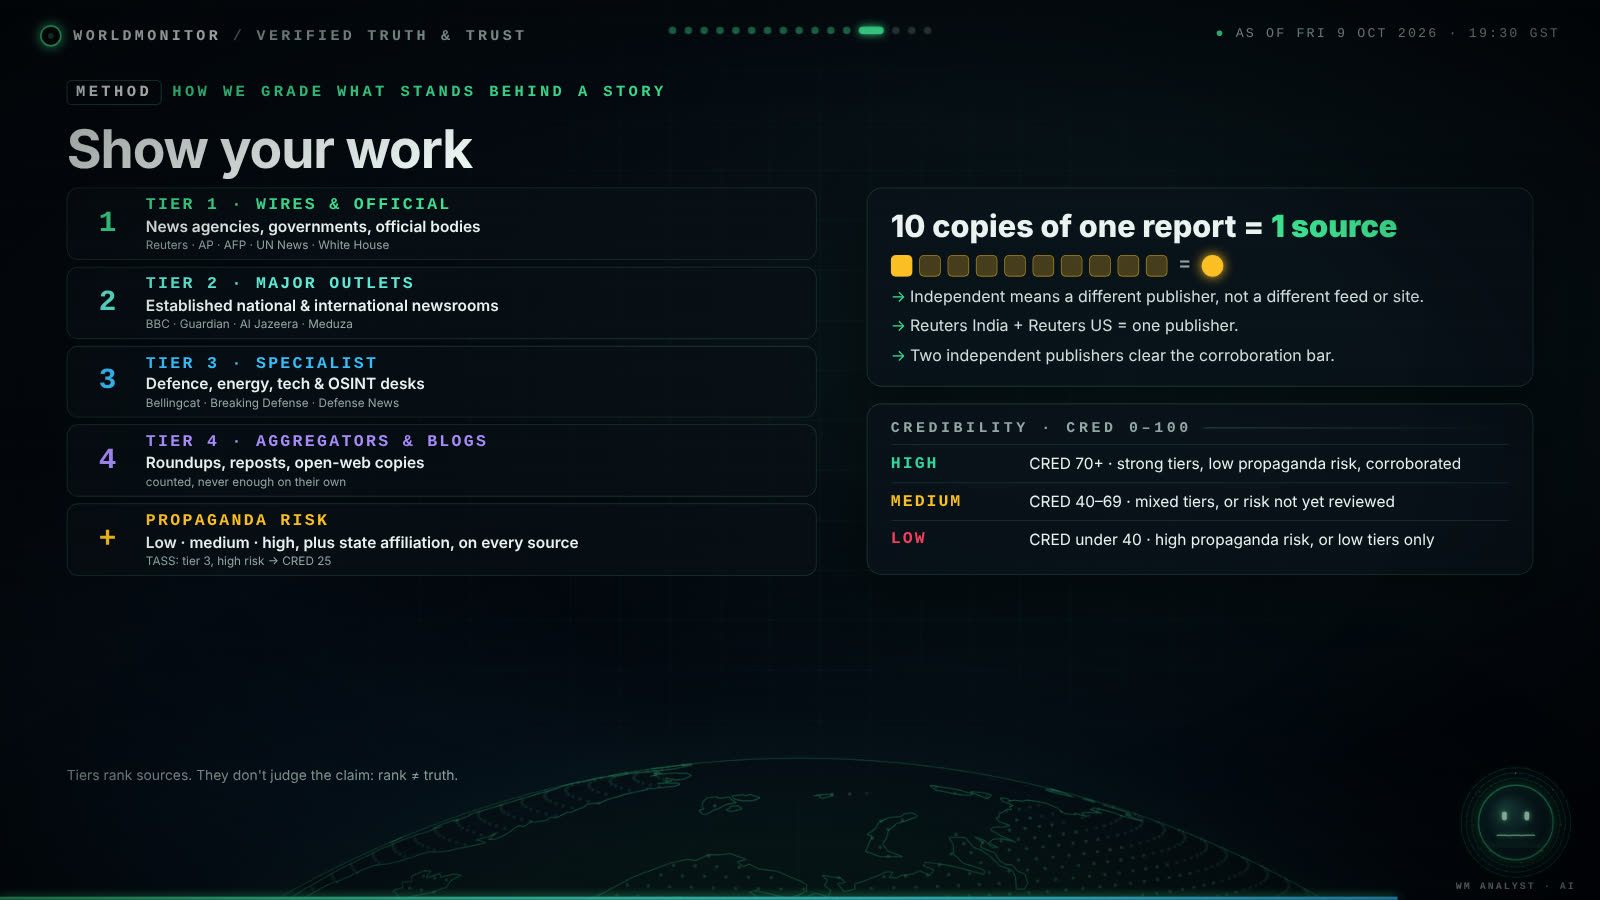 WORLDMONITOR / VERIFIED TRUTH & TRUST
AS OF FRI 9 OCT 2026 · 19:30 GST
METHOD HOW WE GRADE WHAT STANDS BEHIND A STORY
Show your work
1
TIER 1 · WIRES & OFFICIAL
News agencies, governments, official bodies
Reuters · AP · AFP · UN News · White House
2
TIER 2 · MAJOR OUTLETS
Established national & international newsrooms
BBC · Guardian · Al Jazeera · Meduza
3
TIER 3 · SPECIALIST
Defence, energy, tech & OSINT desks
Bellingcat · Breaking Defense · Defense News
4
TIER 4 · AGGREGATORS & BLOGS
Roundups, reposts, open-web copies
counted, never enough on their own
+
PROPAGANDA RISK
Low · medium · high, plus state affiliation, on every source
TASS: tier 3, high risk → CRED 25
10 copies of one report = 1 source
=
→ Independent means a different publisher, not a different feed or site.
→ Reuters India + Reuters US = one publisher.
→ Two independent publishers clear the corroboration bar.
CREDIBILITY · CRED 0–100
HIGH CRED 70+ · strong tiers, low propaganda risk, corroborated
MEDIUM CRED 40–69 · mixed tiers, or risk not yet reviewed
LOW CRED under 40 · high propaganda risk, or low tiers only
Tiers rank sources. They don't judge the claim: rank ≠ truth.
WM ANALYST · AI